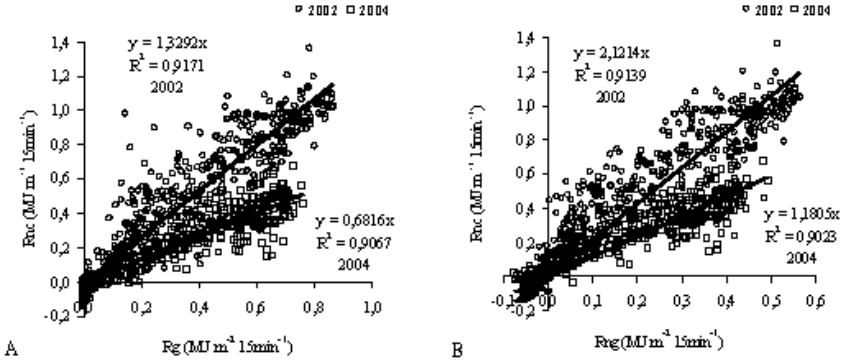 2002 2004
1,4
1,2
1,0
0,8
0,6
0,4
0,2
0,0
-0,2
y = 1,3292x
R² = 0,9171
2002
y = 0,6816x
R² = 0,9067
2004
0,0 0,2 0,4 0,6 0,8 1,0
Rnc (MJ m⁻¹ 15min⁻¹)
Rg (MJ m⁻² 15min⁻¹)
A
2002 2004
1,4
1,2
1,0
0,8
0,6
0,4
0,2
-0,2
y = 2,1214x
R² = 0,9139
2002
y = 1,1805x
R² = 0,9023
2004
-0,1 0,0 0,1 0,2 0,3 0,4 0,5 0,6
Rnc (MJ m⁻¹ 15min⁻¹)
Rng (MJ m⁻² 15min⁻¹)
B